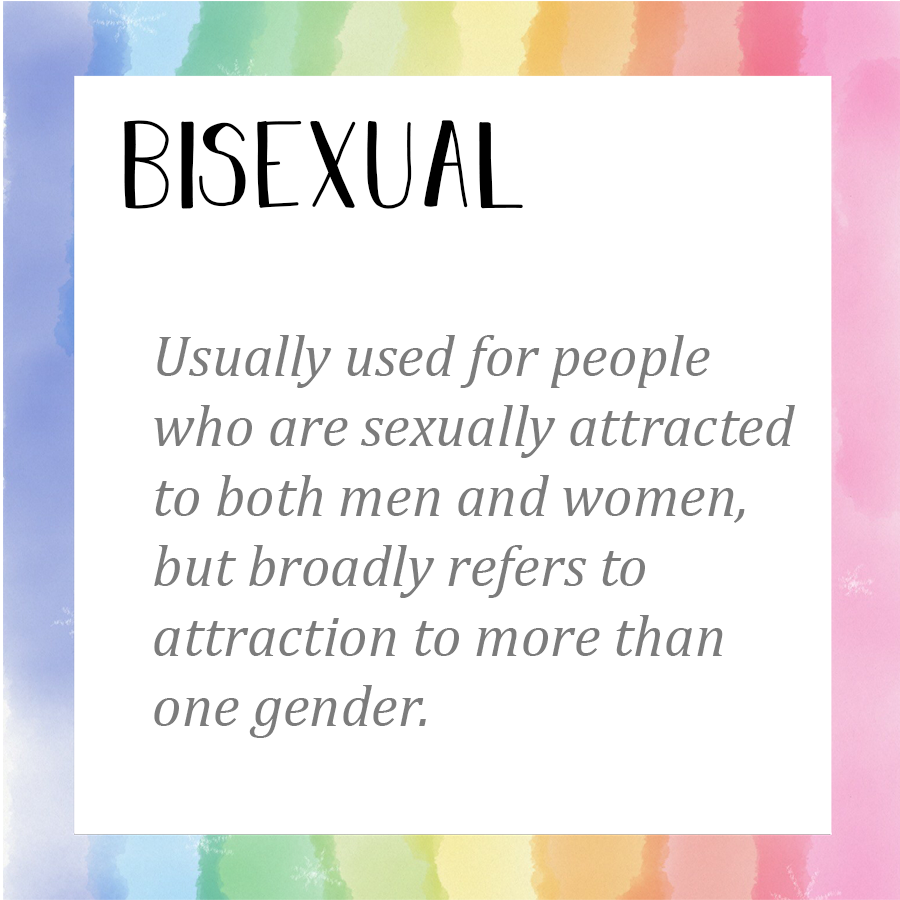 BISEXUAL
Usually used for people
who are sexually attracted
to both men and women,
but broadly refers to
attraction to more than
one gender.